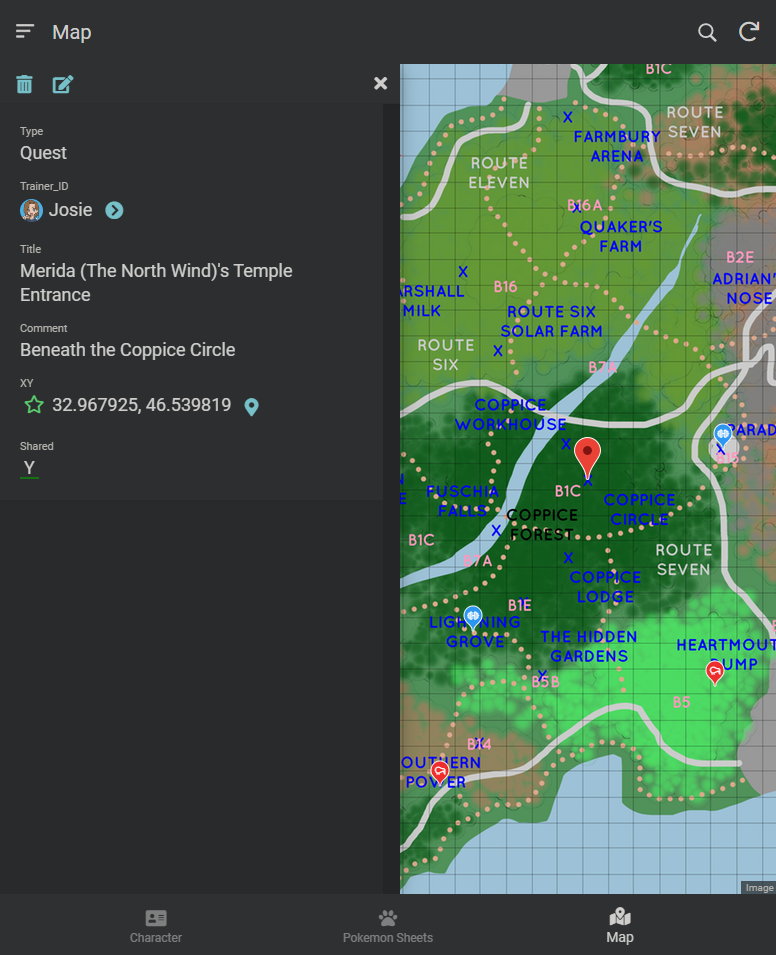 Map
Type
Quest
Trainer_ID
Josie
Title
Merida (The North Wind)'s Temple
Entrance
Comment
Beneath the Coppice Circle
XY
32.967925, 46.539819
Shared
Y
B1C
ROUTE
SEVEN
X
FARMBURY
ARENA
ROUTE
ELEVEN
B16A
X
QUAKER'S
FARM
B2E
X
ARSHALL
MILK
B16
ADRIAN'
NOSE
ROUTE SIX
SOLAR FARM
ROUTE
SIX
X
B7A
COPPICE
WORKHOUSE
X
PARAD
X
B1C
X
FUSCHIA
FALLS
X
COPPICE
CIRCLE
COPPICE
FOREST
B1C
B7A
ROUTE
SEVEN
X
COPPICE
LODGE
B1E
GROVE
THE HIDDEN
GARDENS
HEARTMOUT
X
B5B
B5
OUTHERN
POWER
Image
Character
Pokemon Sheets
Map